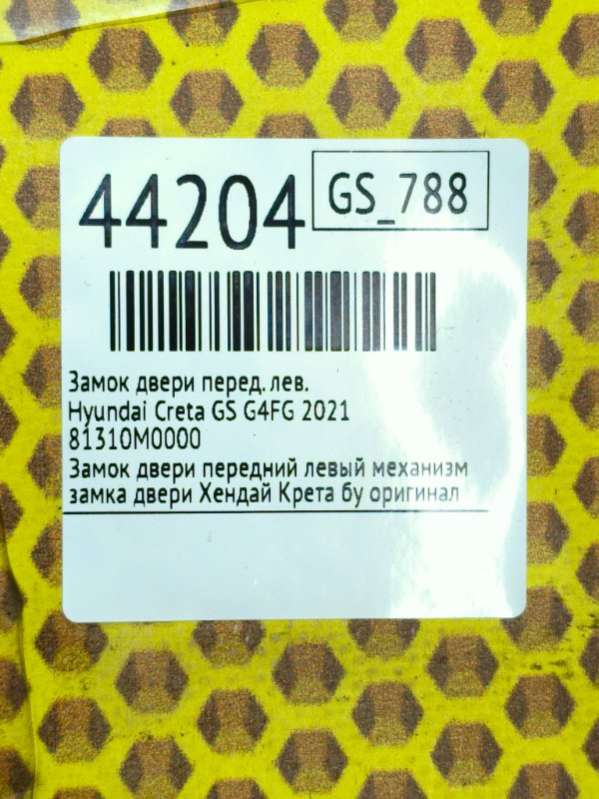 44204
GS_788
Замок двери перед. лев.
Hyundai Creta GS G4FG 2021
81310M0000
Замок двери передний левый механизм
замка двери Хендай Крета бу оригинал